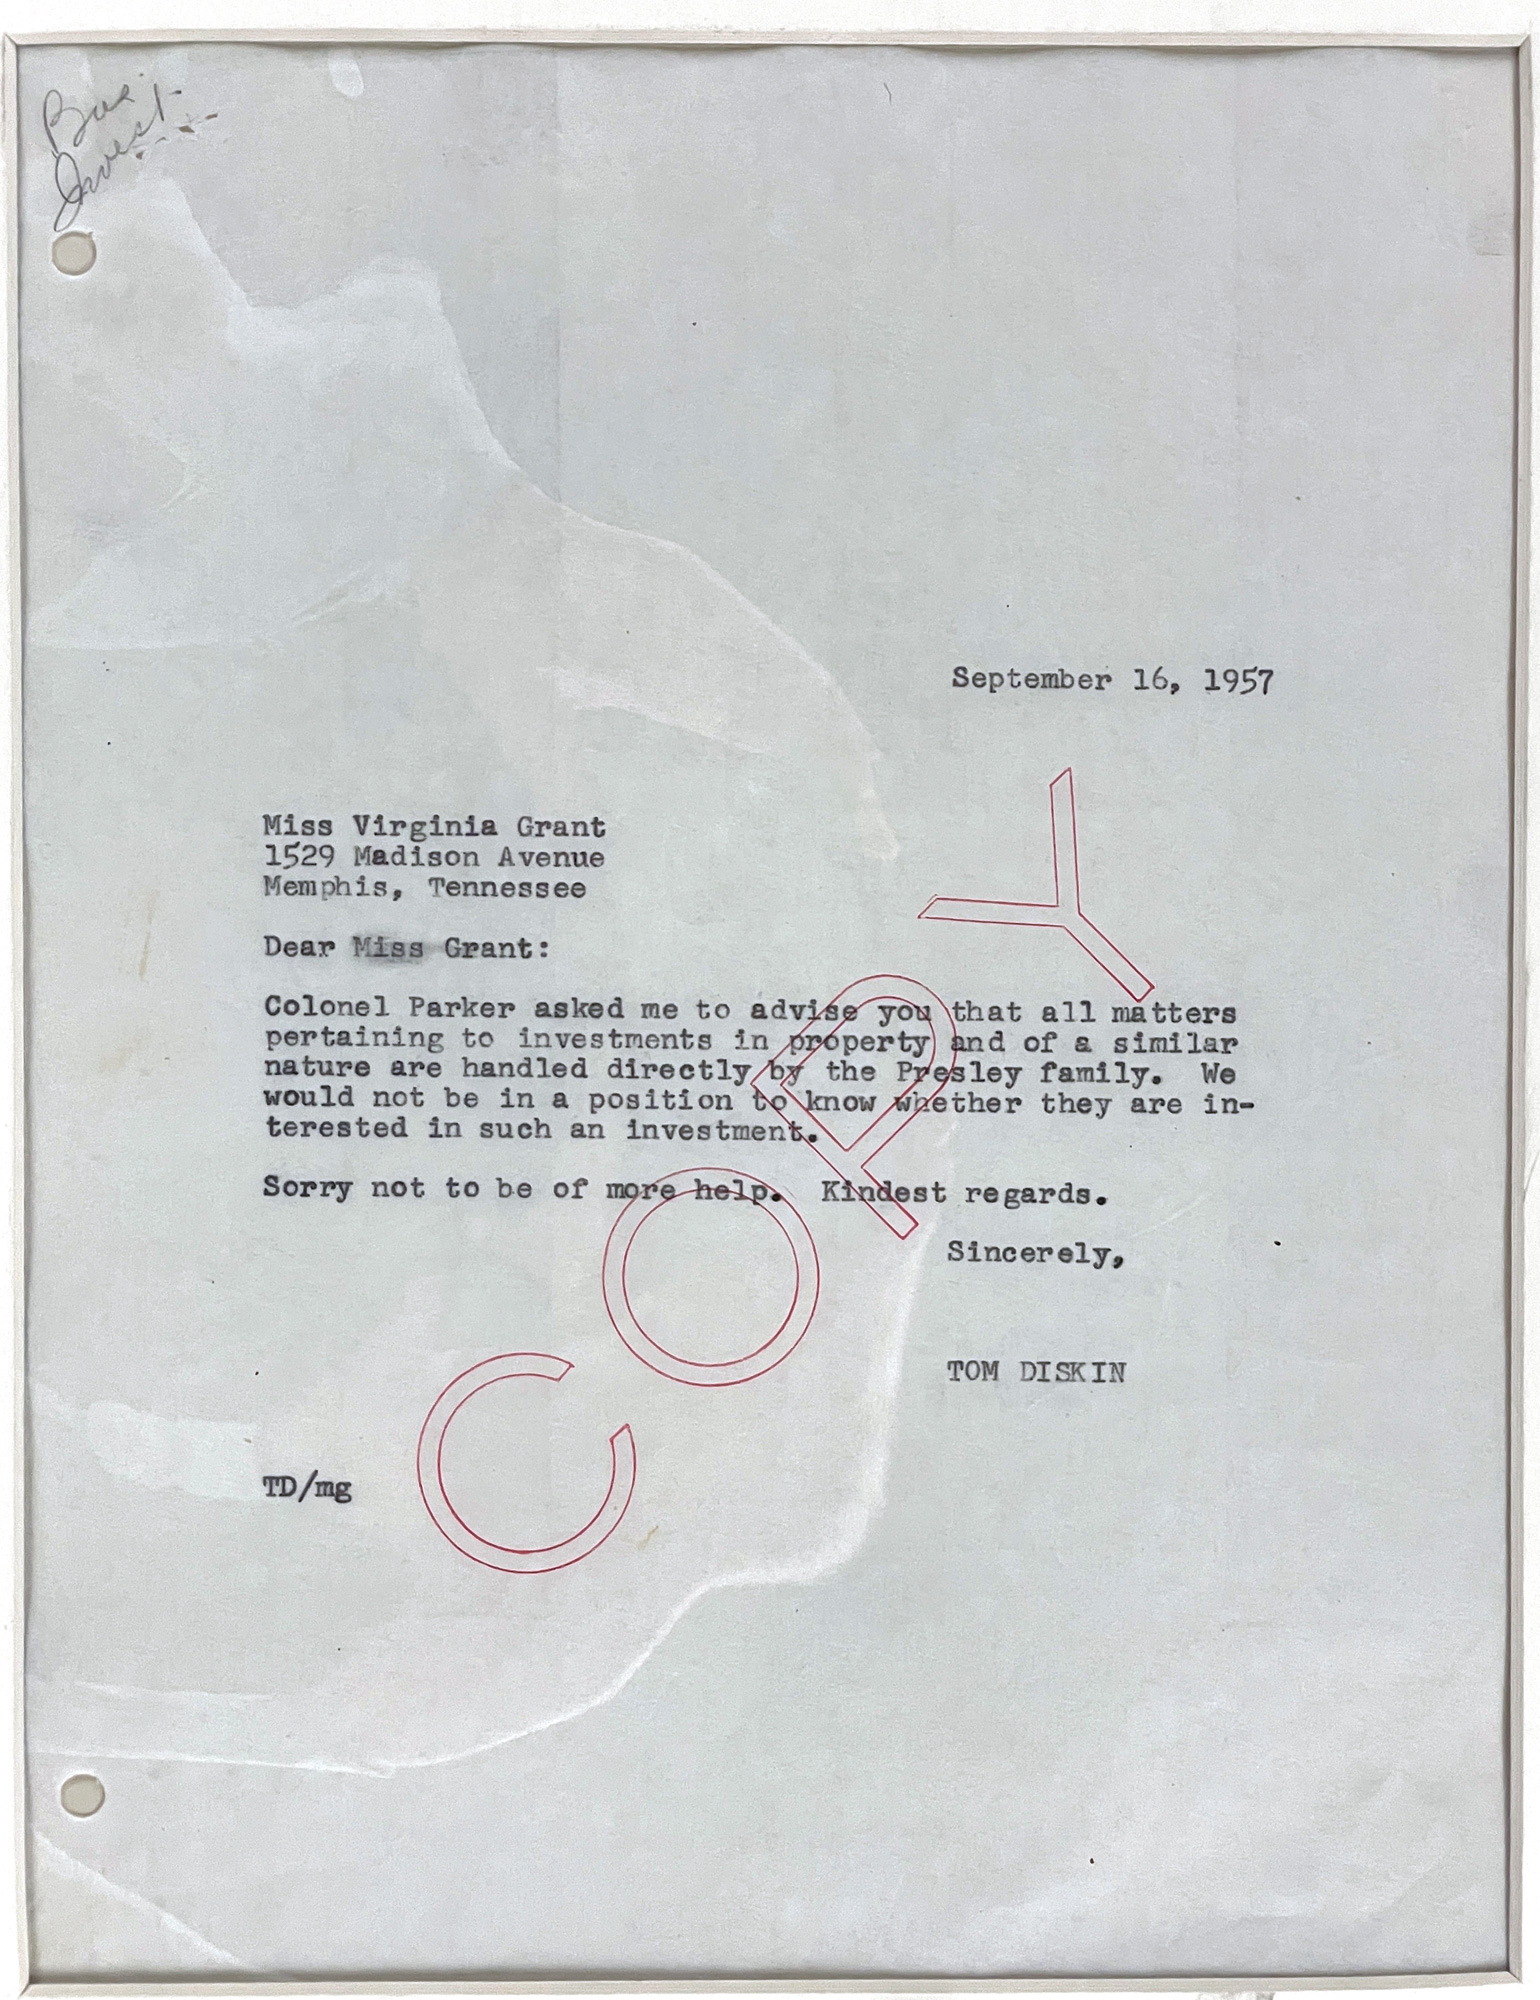 Bus.
Invest.
September 16, 1957
Miss Virginia Grant
1529 Madison Avenue
Memphis, Tennessee
Dear Miss Grant:
Colonel Parker asked me to advise you that all matters
pertaining to investments in property and of a similar
nature are handled directly by the Presley family.  We
would not be in a position to know whether they are in-
terested in such an investment.
Sorry not to be of more help.  Kindest regards.
Sincerely,
TOM DISKIN
TD/mg
COPY